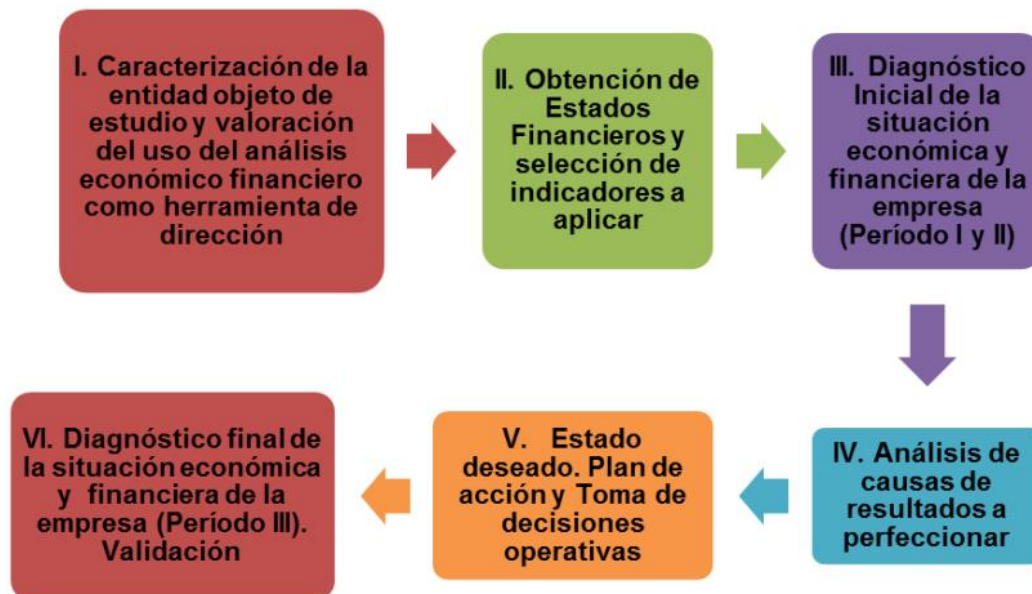 I. Caracterización de la
entidad objeto de
estudio y valoración
del uso del análisis
económico financiero
como herramienta de
dirección
II. Obtención de
Estados
Financieros y
selección de
indicadores a
aplicar
III. Diagnóstico
Inicial de la
situación
económica y
financiera de la
empresa
(Período I y II)
IV. Análisis de
causas de
resultados a
perfeccionar
V. Estado
deseado. Plan de
acción y Toma de
decisiones
operativas
VI. Diagnóstico final de
la situación económica
y financiera de la
empresa (Período III).
Validación